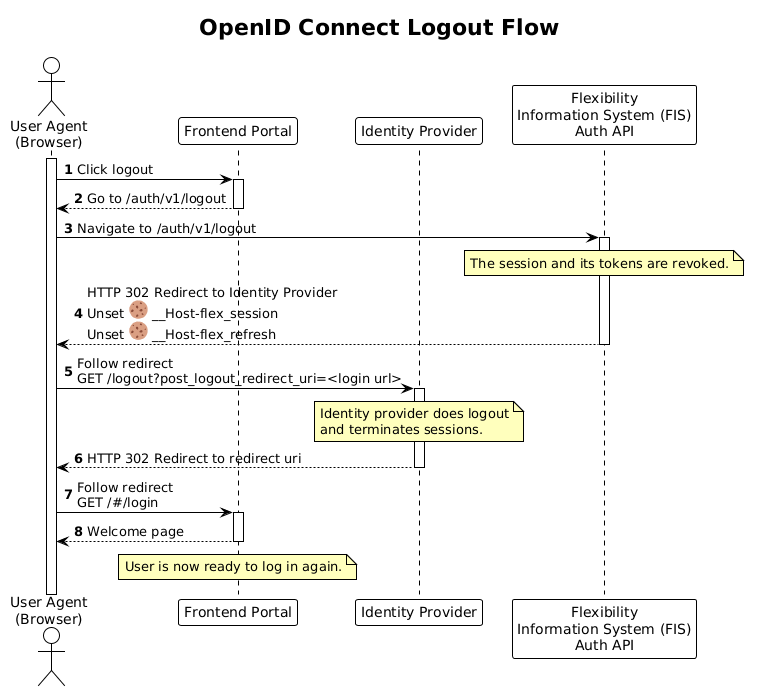 OpenID Connect Logout Flow
User Agent
(Browser)
Frontend Portal
Identity Provider
Flexibility
Information System (FIS)
Auth API
1 Click logout
2 Go to /auth/v1/logout
3 Navigate to /auth/v1/logout
The session and its tokens are revoked.
HTTP 302 Redirect to Identity Provider
4 Unset __Host-flex_session
Unset __Host-flex_refresh
Follow redirect
5 GET /logout?post_logout_redirect_uri=<login url>
Identity provider does logout
and terminates sessions.
6 HTTP 302 Redirect to redirect uri
Follow redirect
7 GET /#/login
8 Welcome page
User is now ready to log in again.
User Agent
(Browser)
Frontend Portal
Identity Provider
Flexibility
Information System (FIS)
Auth API